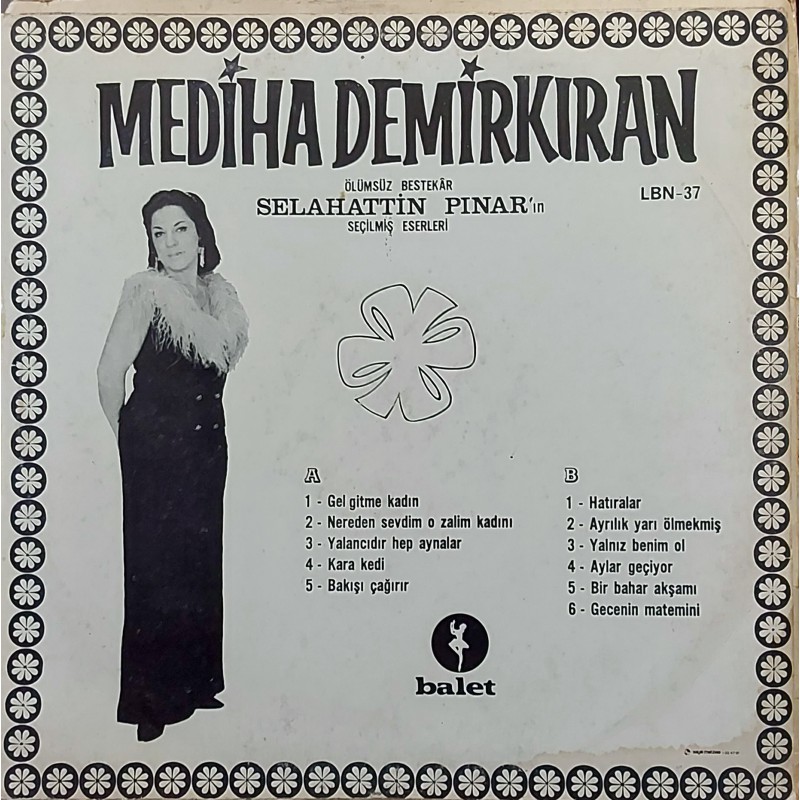 MEDİHA DEMİRKIRAN
ÖLÜMSÜZ BESTEKÂR
SELAHATTİN PINAR'ın
SEÇİLMİŞ ESERLERİ
LBN-37
A
1 - Gel gitme kadın
2 - Nereden sevdim o zalim kadını
3 - Yalancıdır hep aynalar
4 - Kara kedi
5 - Bakışı çağırır
B
1 - Hatıralar
2 - Ayrılık yarı ölmekmiş
3 - Yalnız benim ol
4 - Aylar geçiyor
5 - Bir bahar akşamı
6 - Gecenin matemini
balet